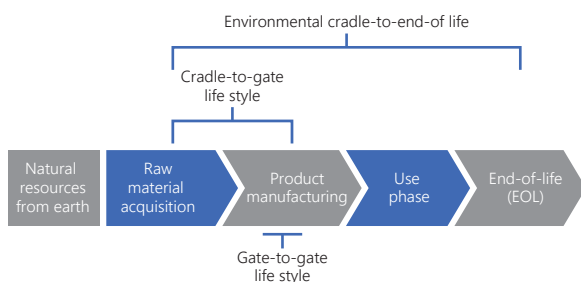 Environmental cradle-to-end-of life
Cradle-to-gate
life style
Natural
resources
from earth
Raw
material
acquisition
Product
manufacturing
Use
phase
End-of-life
(EOL)
Gate-to-gate
life style